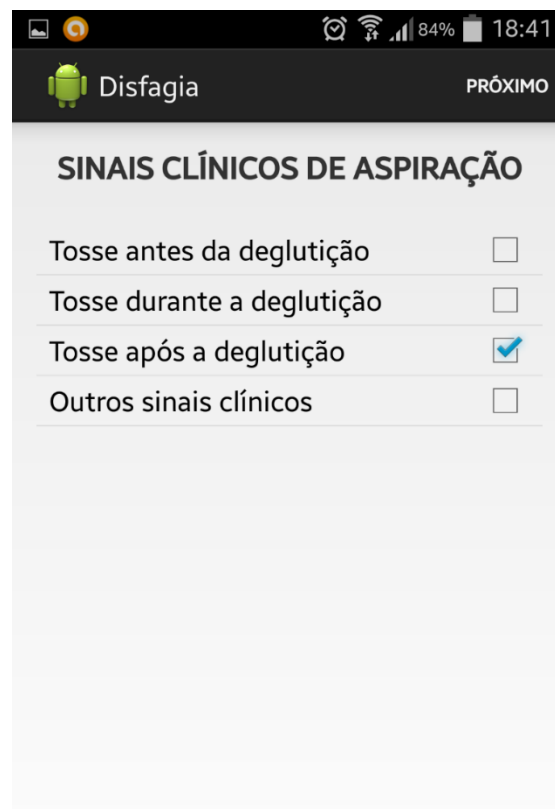 84% 18:41
Disfagia PRÓXIMO
SINAIS CLÍNICOS DE ASPIRAÇÃO
Tosse antes da deglutição
Tosse durante a deglutição
Tosse após a deglutição
Outros sinais clínicos